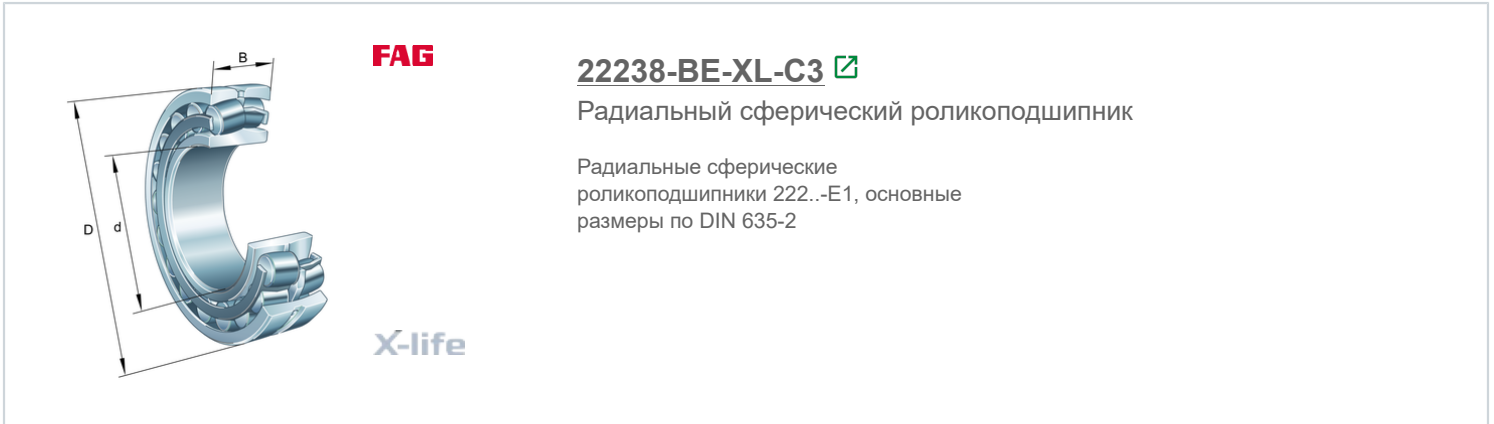 B
FAG
22238-BE-XL-C3
Радиальный сферический роликоподшипник
Радиальные сферические
роликоподшипники 222..-E1, основные
размеры по DIN 635-2
D
d
X-life